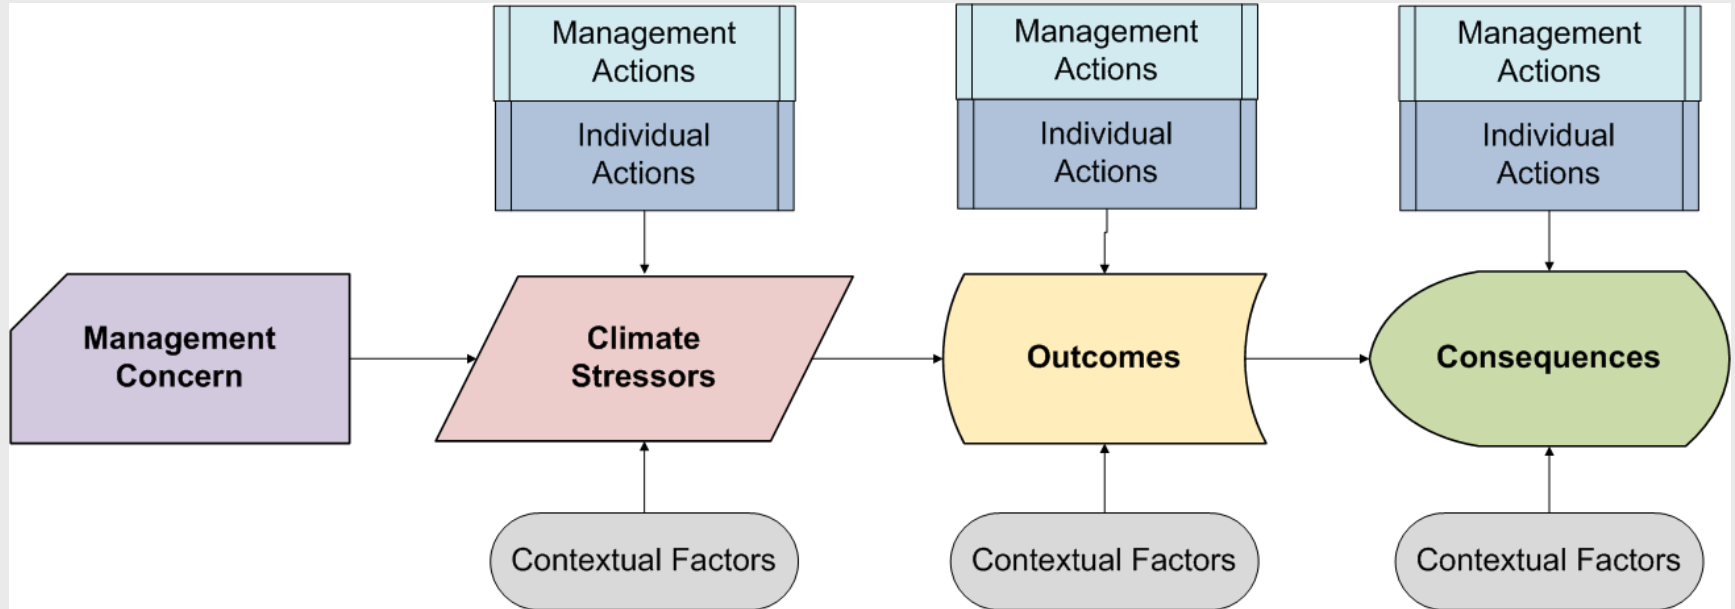 Management
Actions
Individual
Actions
Management
Actions
Individual
Actions
Management
Actions
Individual
Actions
Management
Concern
Climate
Stressors
Outcomes
Consequences
Contextual Factors
Contextual Factors
Contextual Factors